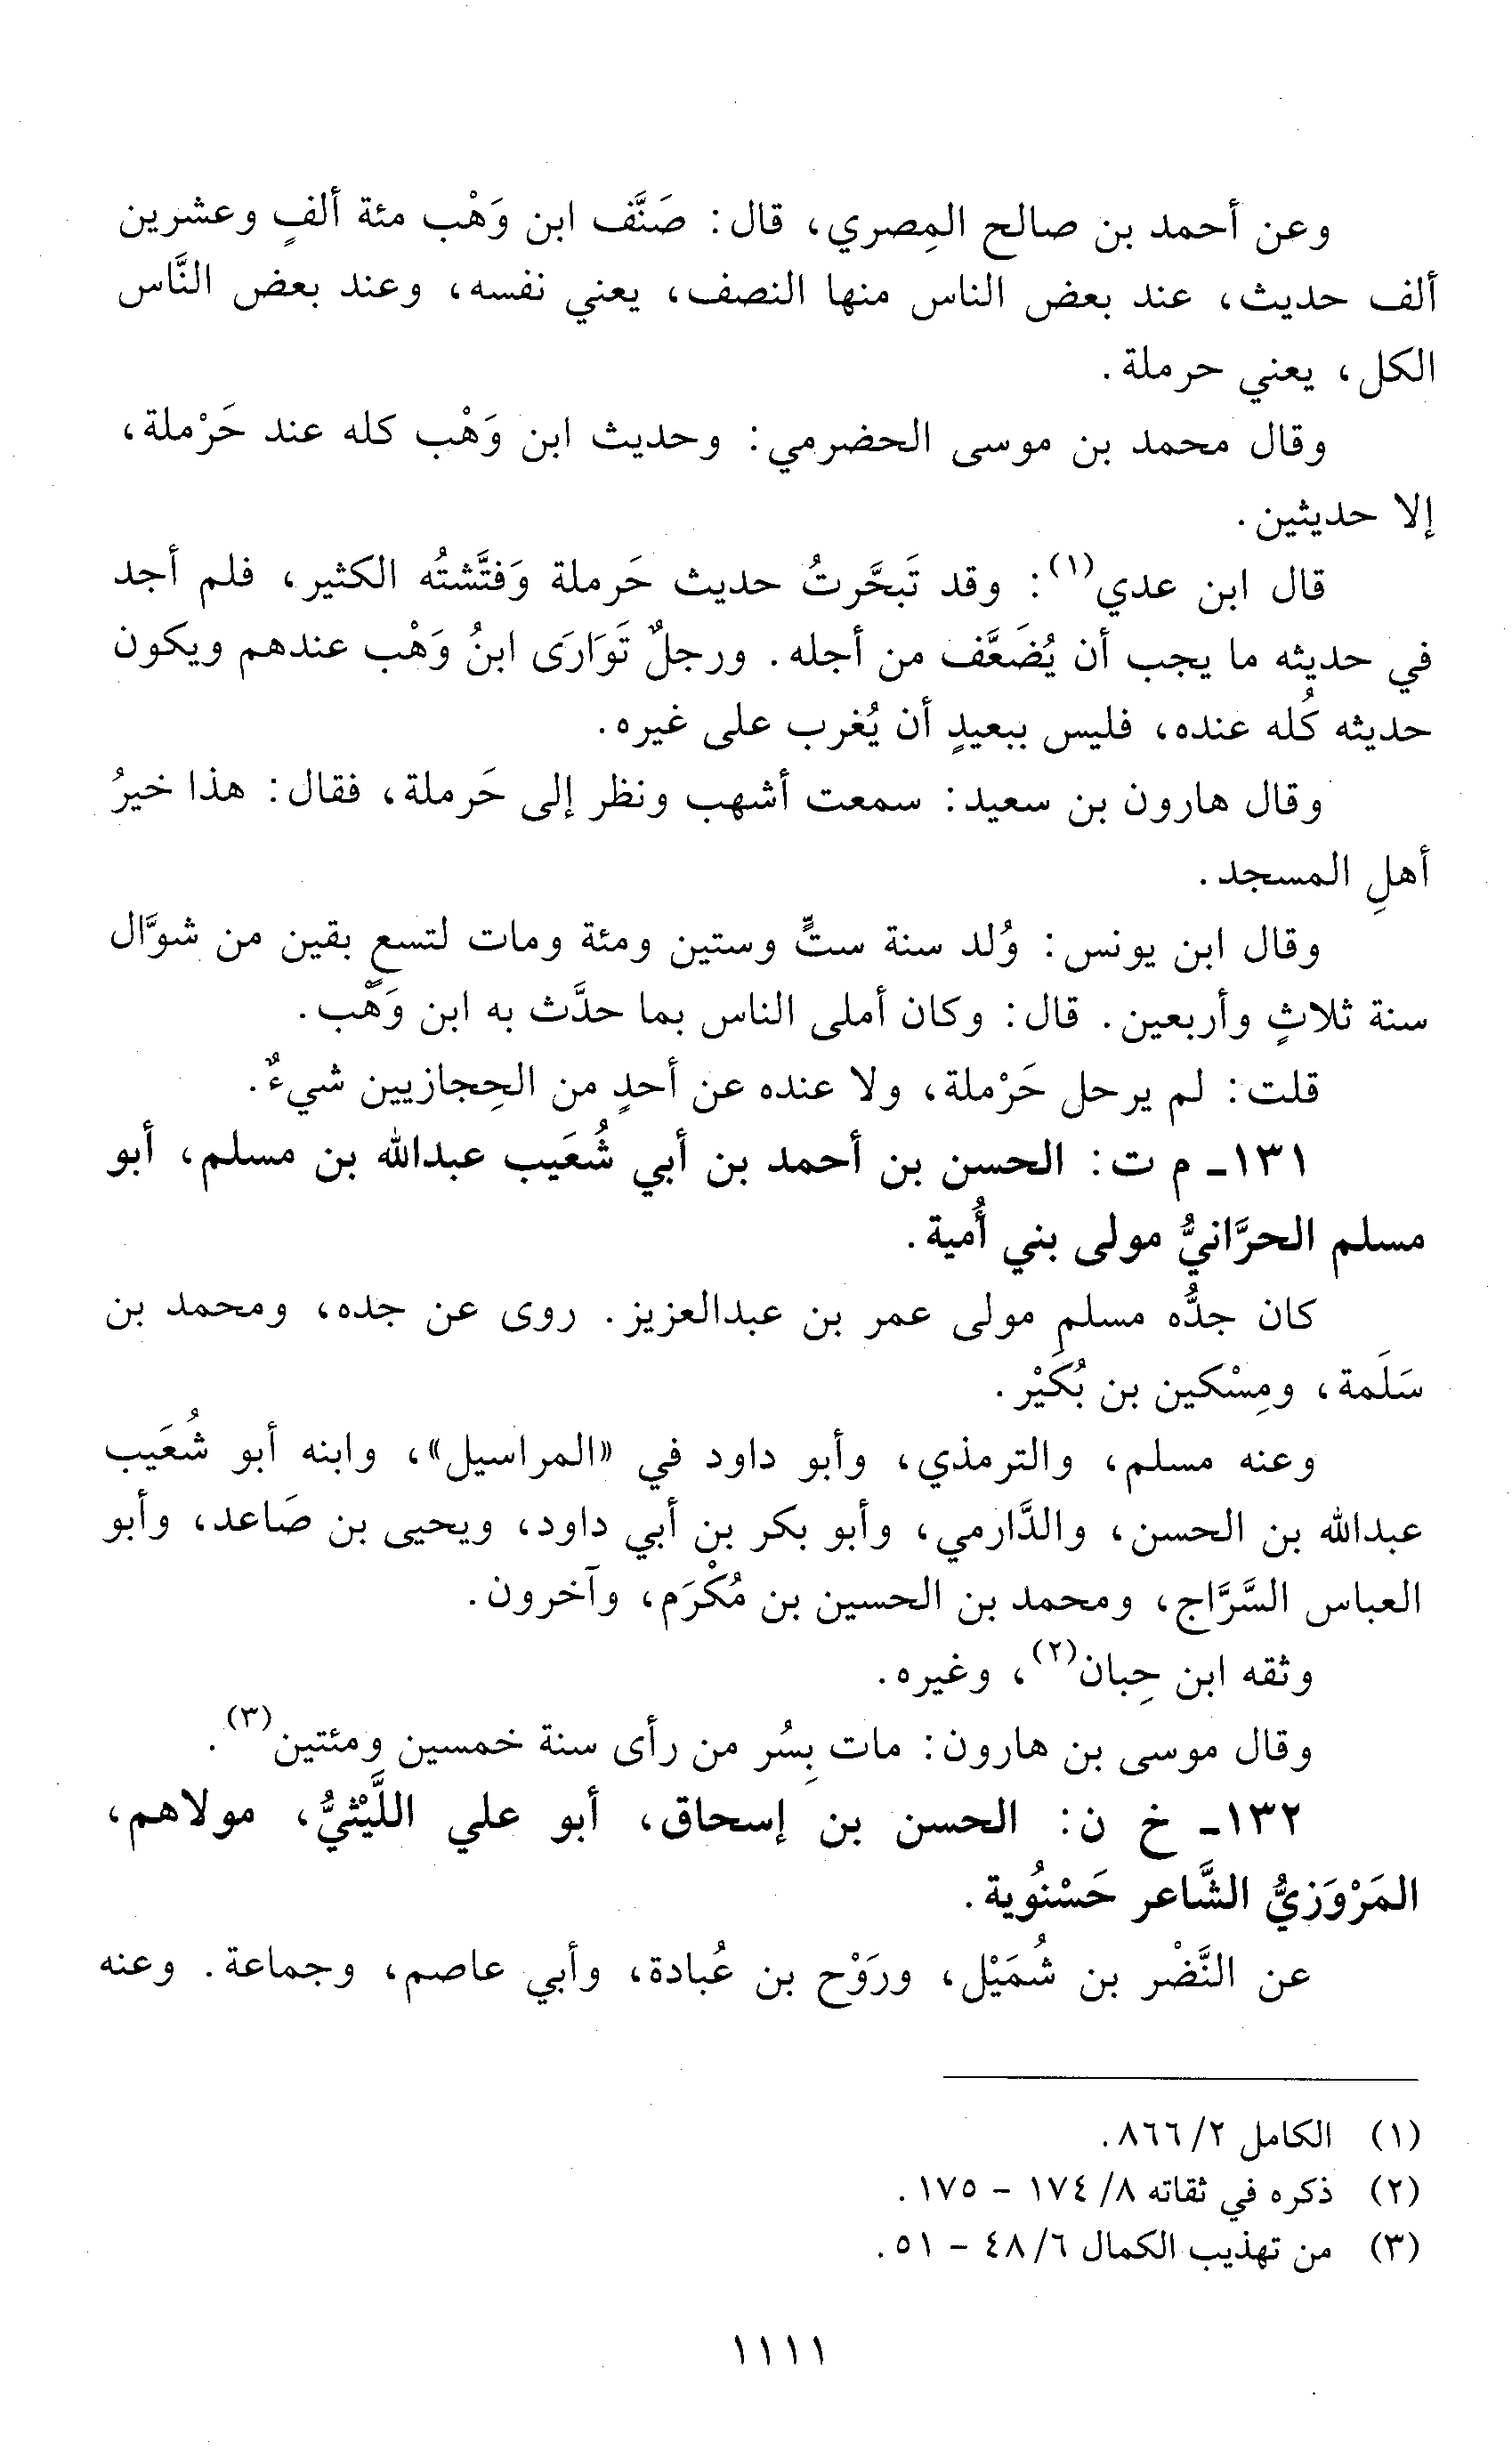 وعن أحمد بن صالح المِصري، قال: صَنَّف ابن وَهْب مئة ألفٍ وعشرين
ألف حديث، عند بعض الناس منها النصف، يعني نفسه، وعند بعض النَّاس
الكل، يعني حرملة.
وقال محمد بن موسى الحضرمي: وحديث ابن وَهْب كله عند حَرْملة،
إلا حديثين.
قال ابن عدي(١): وقد تَبحَّرتُ حديث حَرملة وَفتَّشتُه الكثير، فلم أجد
في حديثه ما يجب أن يُضَعَّف من أجله. ورجلٌ تَوَارَى ابنُ وَهْب عندهم ويكون
حديثه كُله عنده، فليس ببعيدٍ أن يُغرب على غيره.
وقال هارون بن سعيد: سمعت أشهب ونظر إلى حَرملة، فقال: هذا خيرُ
أهلِ المسجد.
وقال ابن يونس: وُلد سنة ستٍّ وستين ومئة ومات لتسعٍ بقين من شوَّال
سنة ثلاثٍ وأربعين. قال: وكان أملى الناس بما حدَّث به ابن وَهْب.
قلت: لم يرحل حَرْملة، ولا عنده عن أحدٍ من الحِجازيين شيءٌ.
١٣١ـ م ت: الحسن بن أحمد بن أبي شُعَيب عبدالله بن مسلم، أبو
مسلم الحرَّانيُّ مولى بني أُمية.
كان جدُّه مسلم مولى عمر بن عبدالعزيز. روى عن جده، ومحمد بن
سَلَمة، ومِسْكين بن بُكَيْر.
وعنه مسلم، والترمذي، وأبو داود في «المراسيل»، وابنه أبو شُعَيب
عبدالله بن الحسن، والدَّارمي، وأبو بكر بن أبي داود، ويحيى بن صَاعد، وأبو
العباس السَّرَّاج، ومحمد بن الحسين بن مُكْرَم، وآخرون.
وثقه ابن حِبان(٢)، وغيره.
وقال موسى بن هارون: مات بِسُر من رأى سنة خمسين ومئتين(٣).
١٣٢ـ خ ن: الحسن بن إسحاق، أبو علي اللَّيْثيُّ، مولاهم،
المَرْوَزيُّ الشَّاعر حَسْنُوية.
عن النَّضْر بن شُمَيْل، ورَوْح بن عُبادة، وأبي عاصم، وجماعة. وعنه
(١) الكامل ٢/ ٨٦٦.
(٢) ذكره في ثقاته ٨/ ١٧٤ - ١٧٥.
(٣) من تهذيب الكمال ٦/ ٤٨ - ٥١.
١١١١